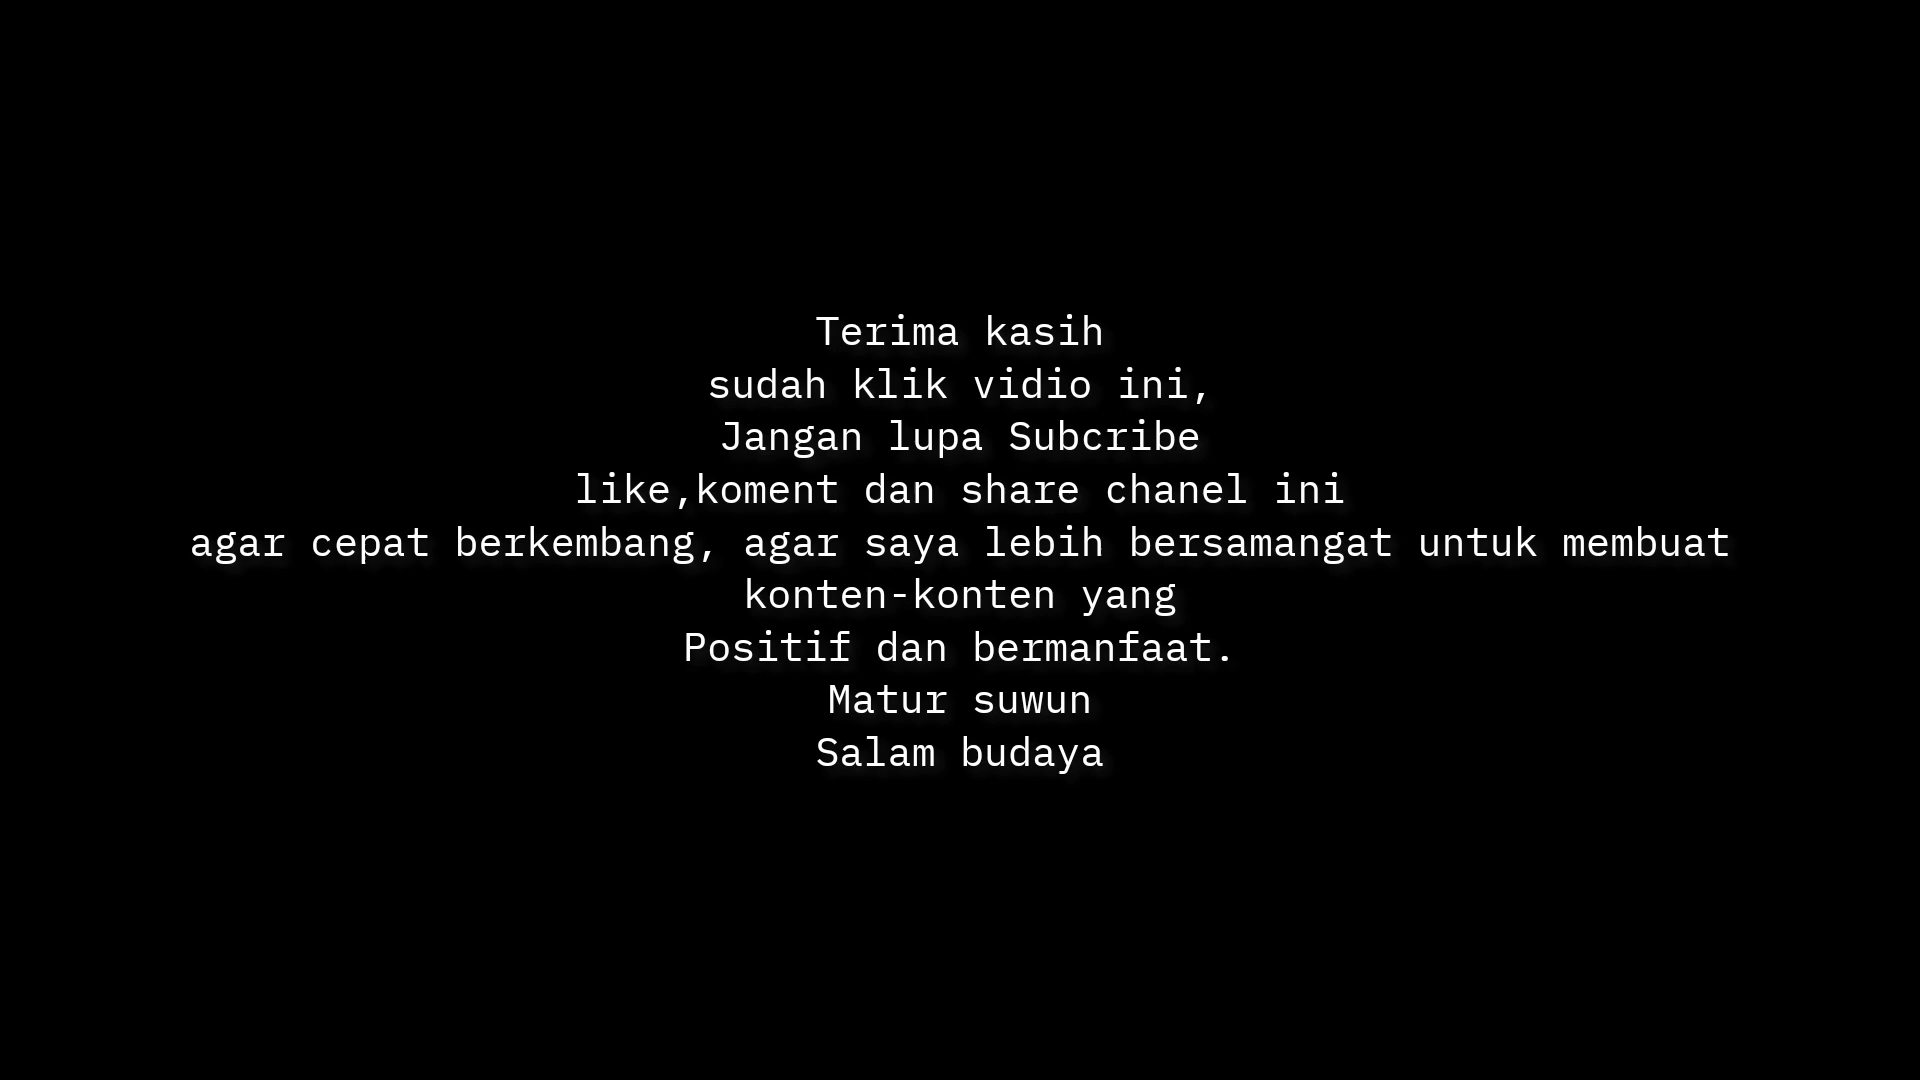 Terima kasih
sudah klik vidio ini,
Jangan lupa Subcribe
like,koment dan share chanel ini
agar cepat berkembang, agar saya lebih bersamangat untuk membuat
konten-konten yang
Positif dan bermanfaat.
Matur suwun
Salam budaya